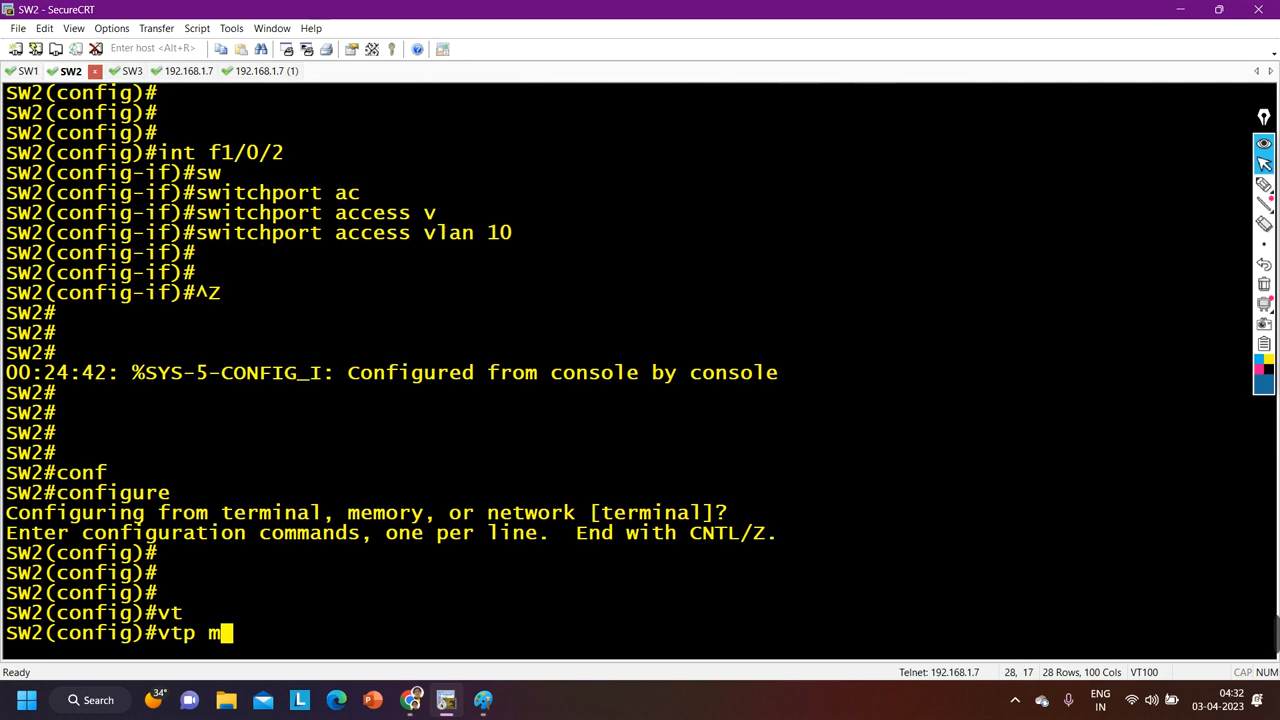 SW2 - SecureCRT
File Edit View Options Transfer Script Tools Window Help
Enter host <Alt+R>
SW1 SW2 x SW3 192.168.1.7 192.168.1.7 (1)
SW2(config)#
SW2(config)#
SW2(config)#
SW2(config)#int f1/0/2
SW2(config-if)#sw
SW2(config-if)#switchport ac
SW2(config-if)#switchport access v
SW2(config-if)#switchport access vlan 10
SW2(config-if)#
SW2(config-if)#
SW2(config-if)#^Z
SW2#
SW2#
SW2#
00:24:42: %SYS-5-CONFIG_I: Configured from console by console
SW2#
SW2#
SW2#
SW2#
SW2#conf
SW2#configure
Configuring from terminal, memory, or network [terminal]?
Enter configuration commands, one per line.  End with CNTL/Z.
SW2(config)#
SW2(config)#
SW2(config)#
SW2(config)#vt
SW2(config)#vtp m
Ready Telnet: 192.168.1.7 28, 17 28 Rows, 100 Cols VT100 CAP NUM
Search 34° L P ENG 04:32
IN 03-04-2023